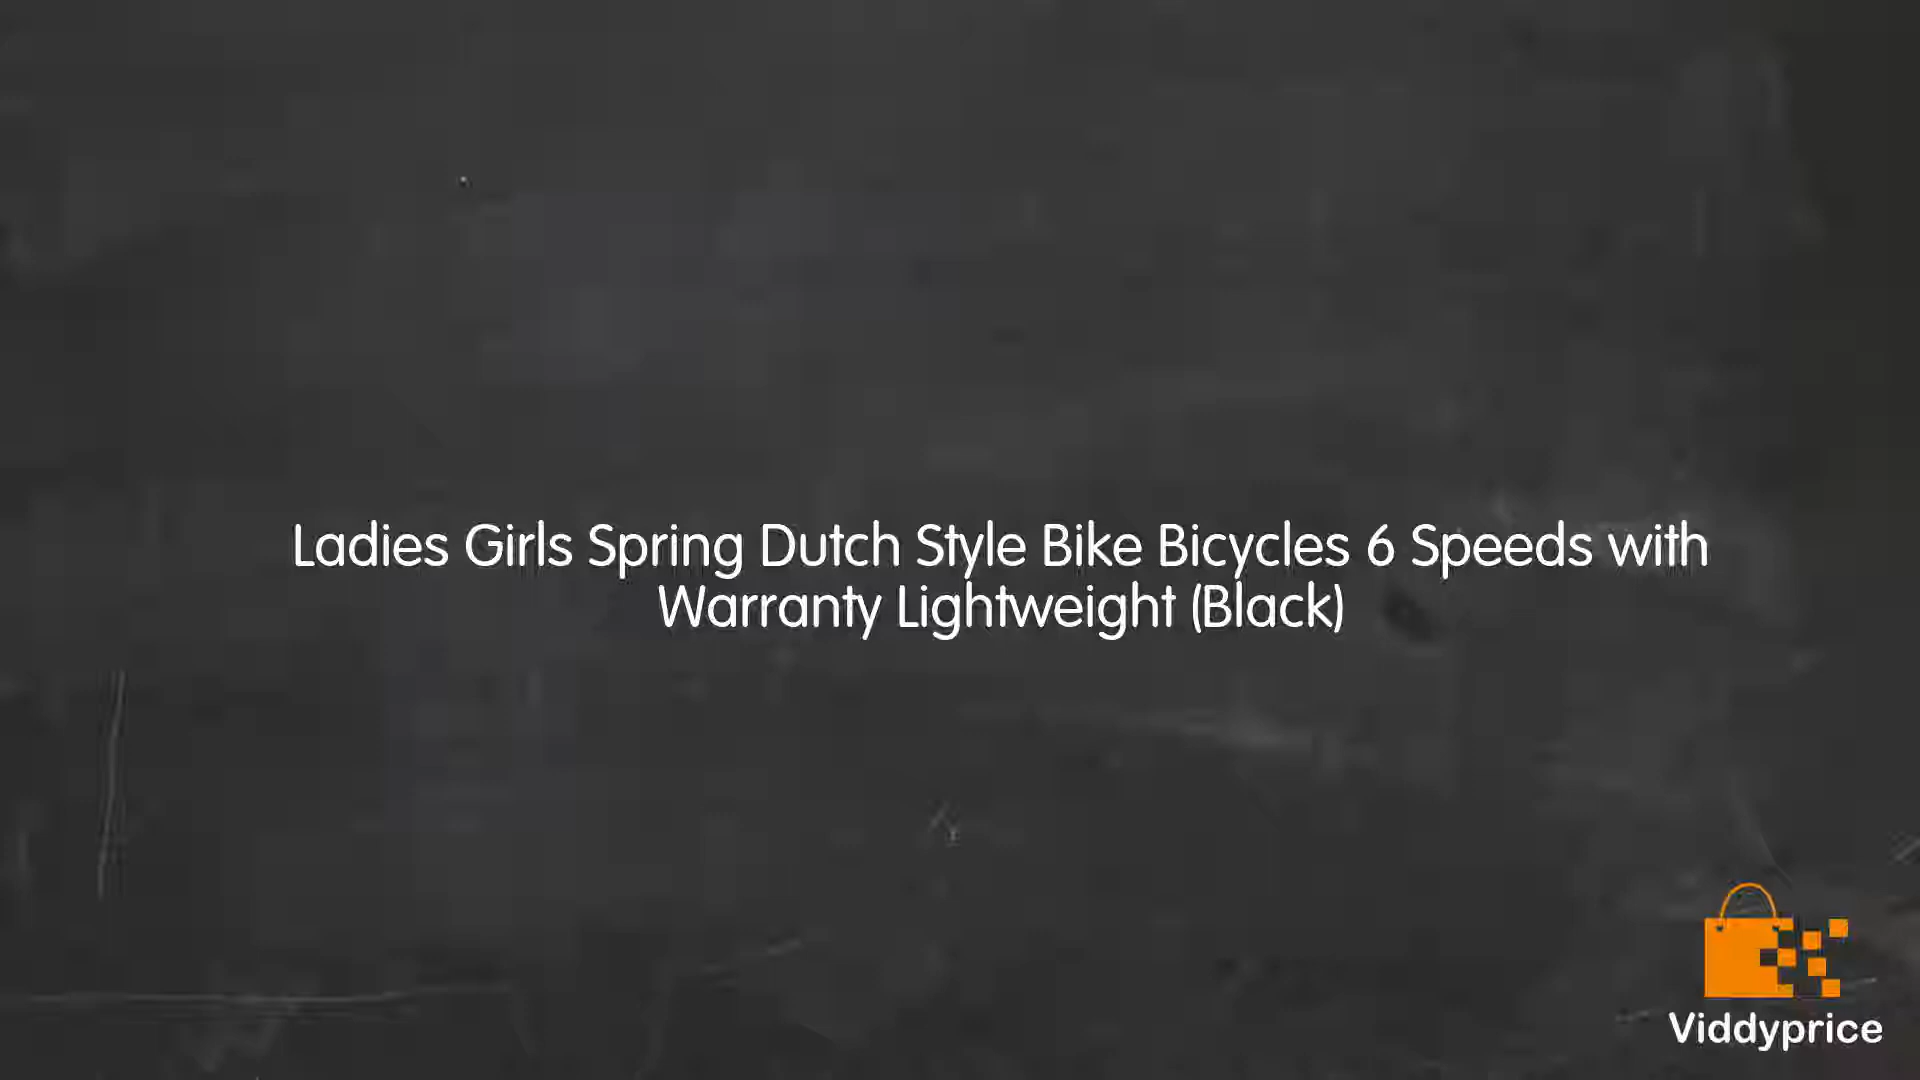 Ladies Girls Spring Dutch Style Bike Bicycles 6 Speeds with
Warranty Lightweight (Black)
Viddyprice